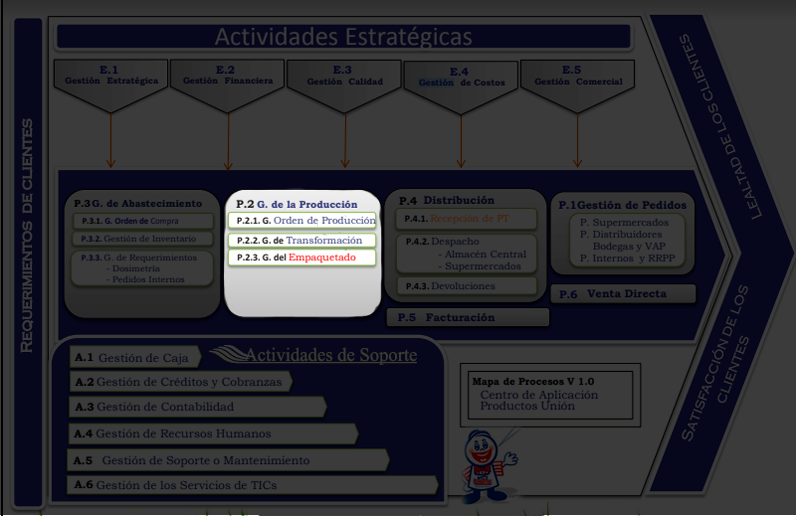 Actividades Estratégicas
E.1
Gestión Estratégica
E.2
Gestión Financiera
E.3
Gestión Calidad
E.4
Gestión de Costos
E.5
Gestión Comercial
REQUERIMIENTOS DE CLIENTES
P.3 G. de Abastecimiento
P.3.1. G. Orden de Compra
P.3.2. Gestión de Inventario
P.3.3. G. de Requerimientos
- Dosimetria
- Pedidos Internos
P.2 G. de la Producción
P.2.1. G. Orden de Producción
P.2.2. G. de Transformación
P.2.3. G. del Empaquetado
P.4 Distribución
P.4.1. Recepción de PT
P.4.2. Despacho
- Almacén Central
- Supermercados
P.4.3. Devoluciones
P.5 Facturación
P.1 Gestión de Pedidos
P. Supermercados
P. Distribuidores
Bodegas y VAP
P. Internos y RRPP
P.6 Venta Directa
LEALTAD DE LOS CLIENTES
SATISFACCIÓN DE LOS
CLIENTES
Actividades de Soporte
A.1 Gestión de Caja
A.2 Gestión de Créditos y Cobranzas
A.3 Gestión de Contabilidad
A.4 Gestión de Recursos Humanos
A.5 Gestión de Soporte o Mantenimiento
A.6 Gestión de los Servicios de TICs
Mapa de Procesos V 1.0
Centro de Aplicación
Productos Unión